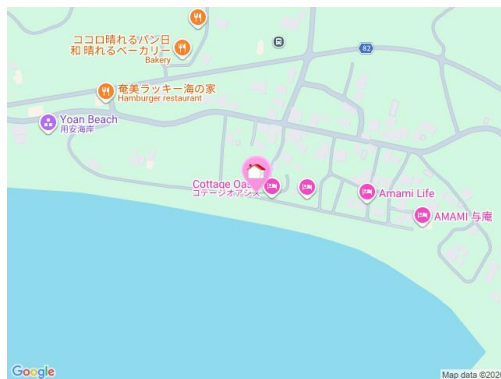 ココロ晴れるパン日
和 晴れるベーカリー
Bakery
82
奄美ラッキー海の家
Hamburger restaurant
Yoan Beach
用安海岸
Cottage Oasi
コテージオアシス
Amami Life
AMAMI 与庵
Google
Map data ©202